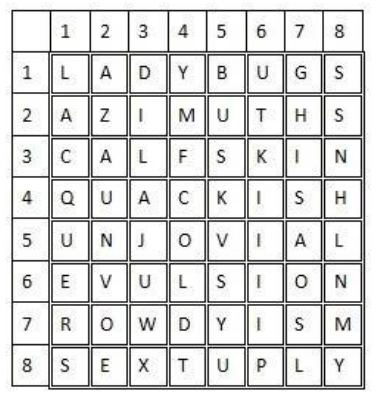 1 2 3 4 5 6 7 8
1 L A D Y B U G S
2 A Z I M U T H S
3 C A L F S K I N
4 Q U A C K I S H
5 U N J O V I A L
6 E V U L S I O N
7 R O W D Y I S M
8 S E X T U P L Y